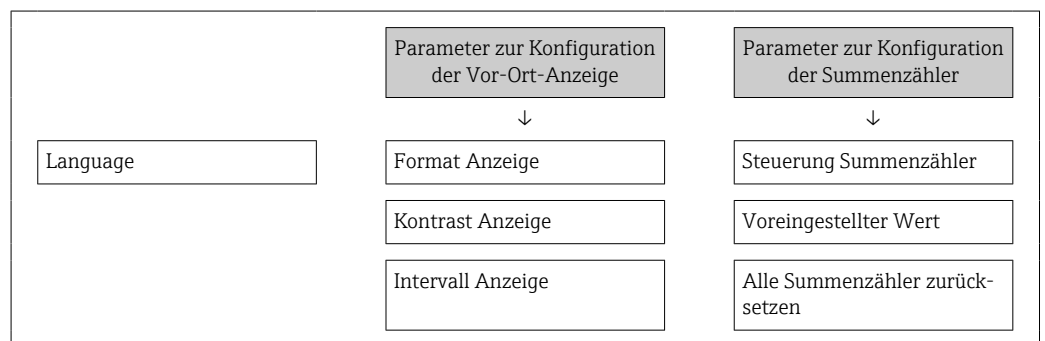 Parameter zur Konfiguration
der Vor-Ort-Anzeige
Parameter zur Konfiguration
der Summenzähler
↓
↓
Language
Format Anzeige
Steuerung Summenzähler
Kontrast Anzeige
Voreingestellter Wert
Intervall Anzeige
Alle Summenzähler zurück-
setzen